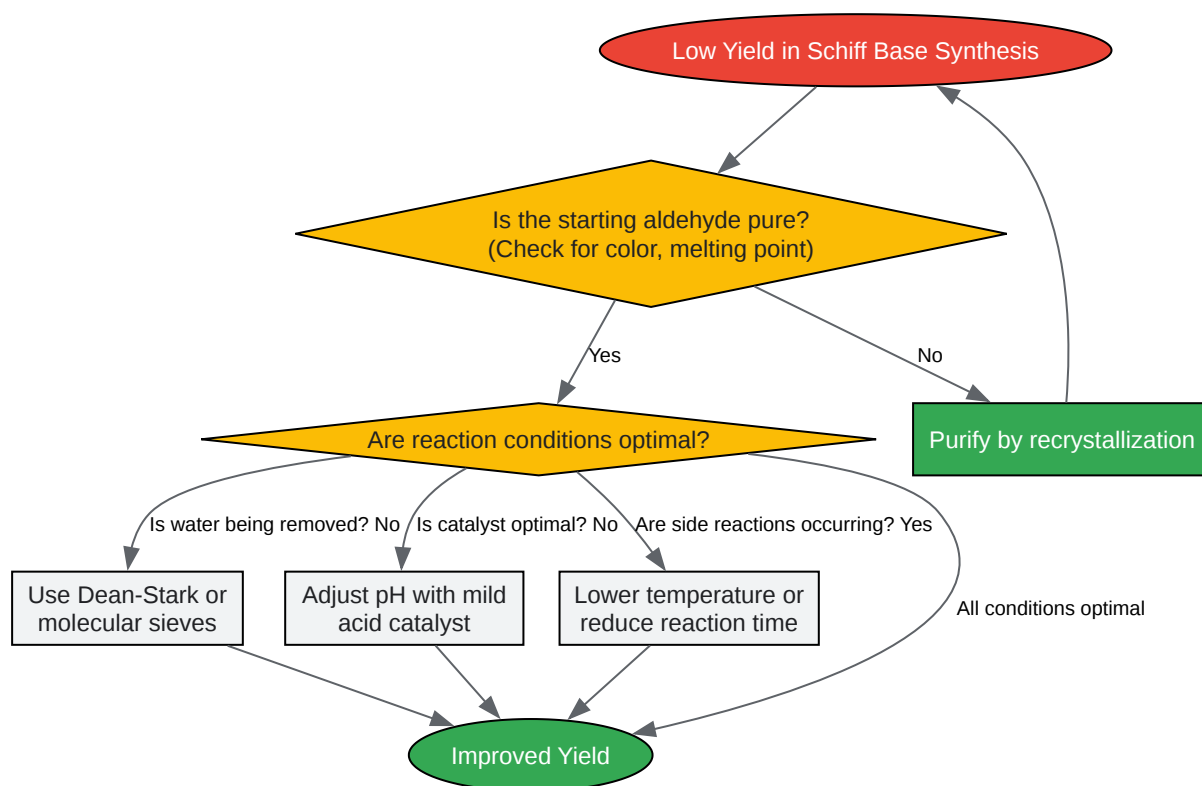 Low Yield in Schiff Base Synthesis
Is the starting aldehyde pure?
(Check for color, melting point)
Yes
No
Are reaction conditions optimal?
Purify by recrystallization
Is water being removed? No
Is catalyst optimal? No
Are side reactions occurring? Yes
Use Dean-Stark or
molecular sieves
Adjust pH with mild
acid catalyst
Lower temperature or
reduce reaction time
All conditions optimal
Improved Yield